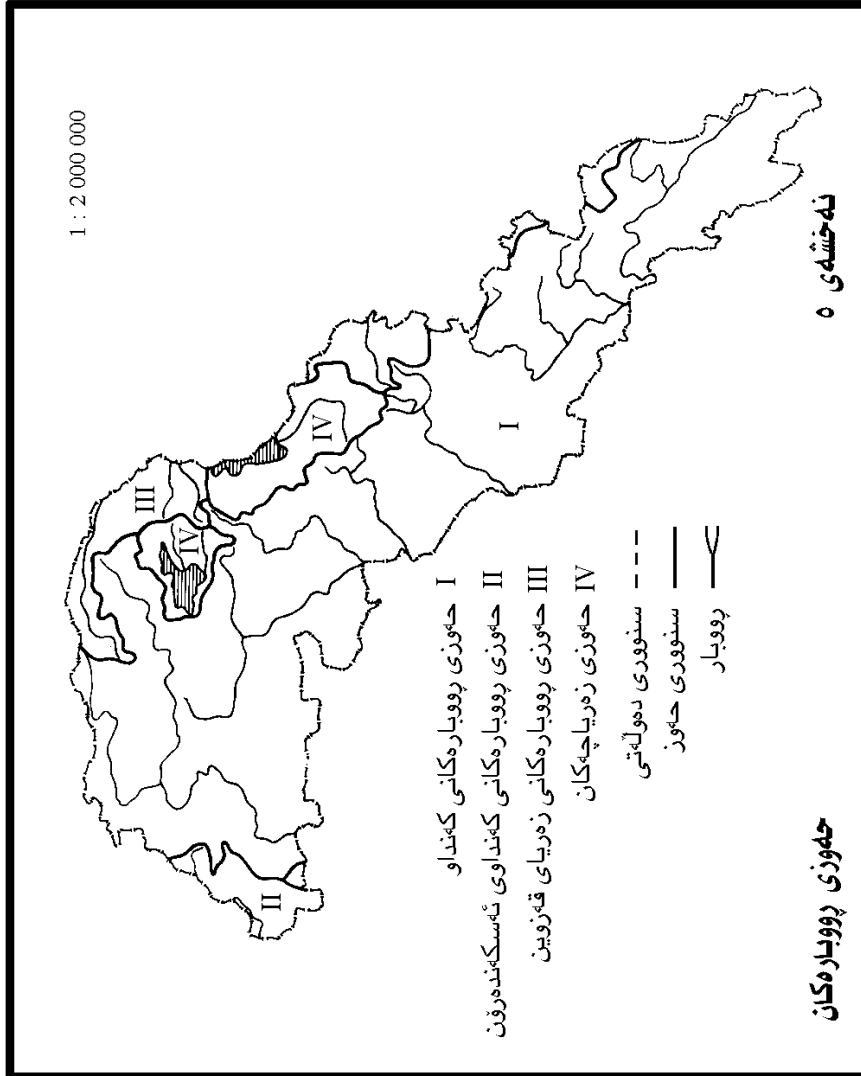 1 : 2 000 000
III
IV
IV
II
I
I حەوزی ڕووبارەکانی کەنداو
II حەوزی ڕووبارەکانی کەنداوی ئەسکەندەرۆن
III حەوزی ڕووبارەکانی زەریای قەزوین
IV حەوزی زەریاچەکان
سنووری دەوڵەتی
سنووری حەوز
ڕووبار
حەوزی ڕووبارەکان
نەخشەی ٥